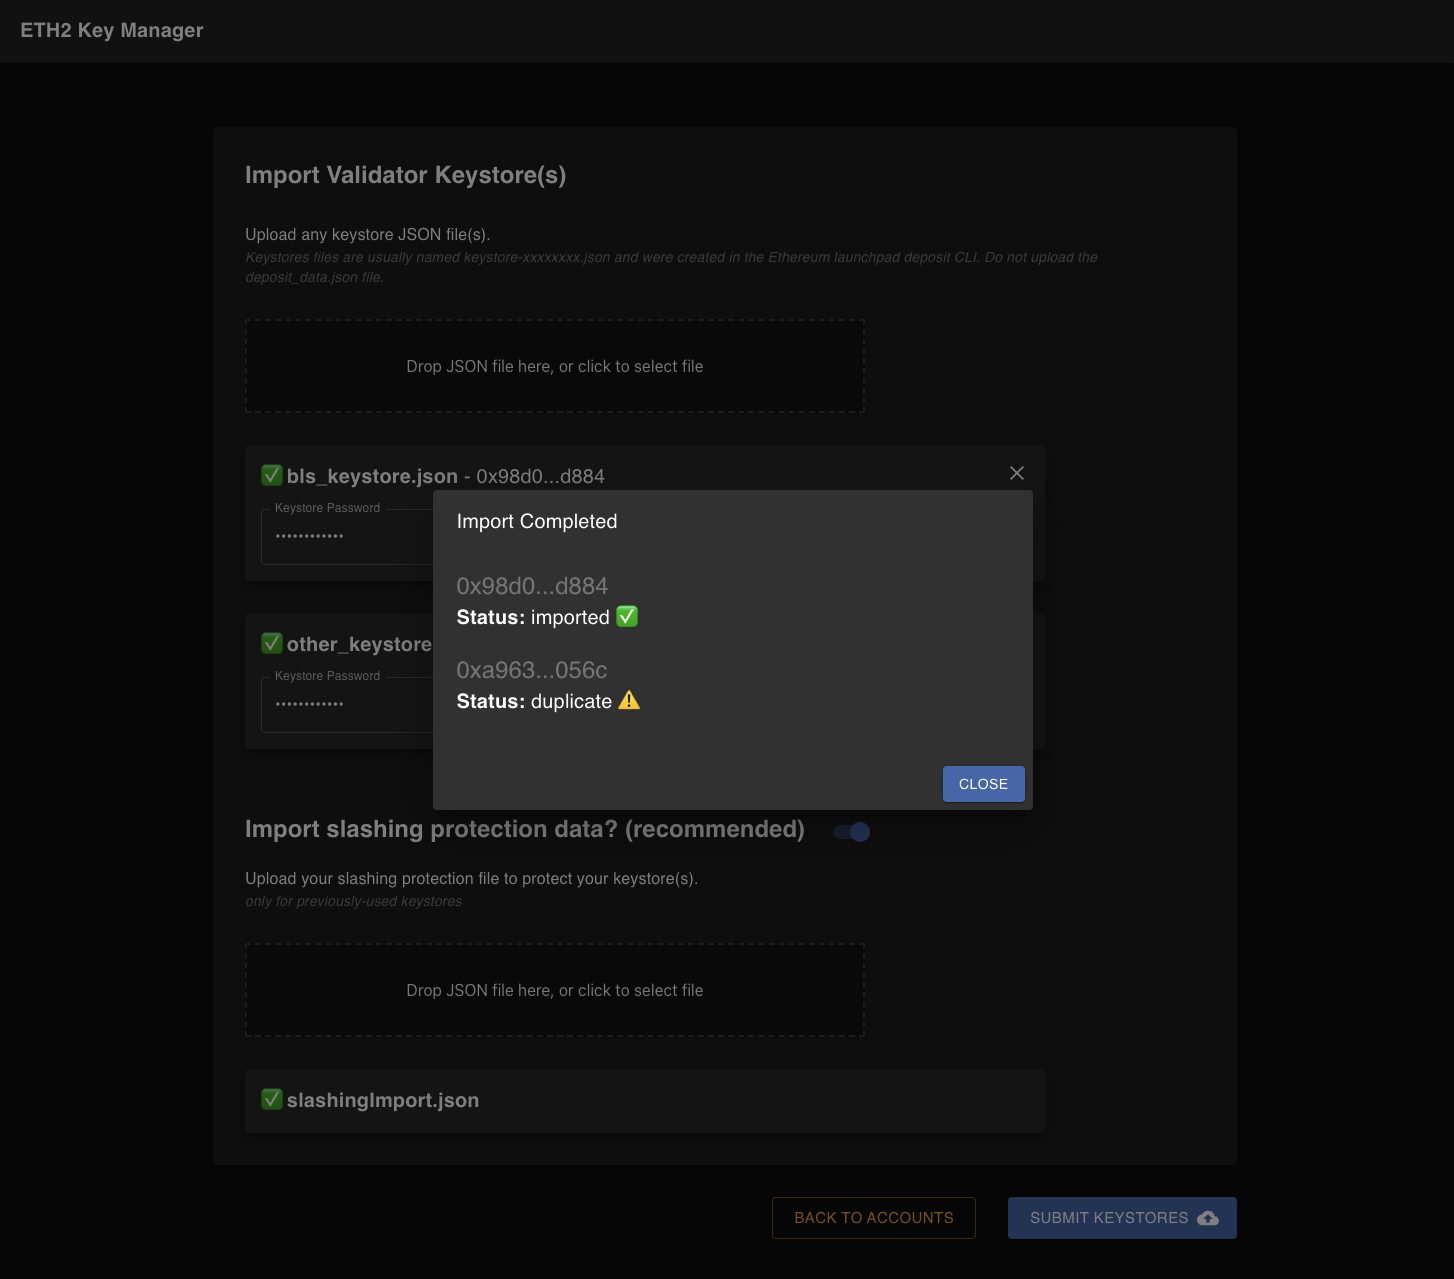 ETH2 Key Manager
Import Validator Keystore(s)
Upload any keystore JSON file(s).
Keystores files are usually named keystore-xxxxxxxx.json and were created in the Ethereum launchpad deposit CLI. Do not upload the
deposit_data.json file.
Drop JSON file here, or click to select file
bls_keystore.json - 0x98d0...d884
Keystore Password
other_keystore
Keystore Password
Import Completed
0x98d0...d884
Status: imported
0xa963...056c
Status: duplicate
CLOSE
Import slashing protection data? (recommended)
Upload your slashing protection file to protect your keystore(s).
only for previously-used keystores
Drop JSON file here, or click to select file
slashingImport.json
BACK TO ACCOUNTS
SUBMIT KEYSTORES